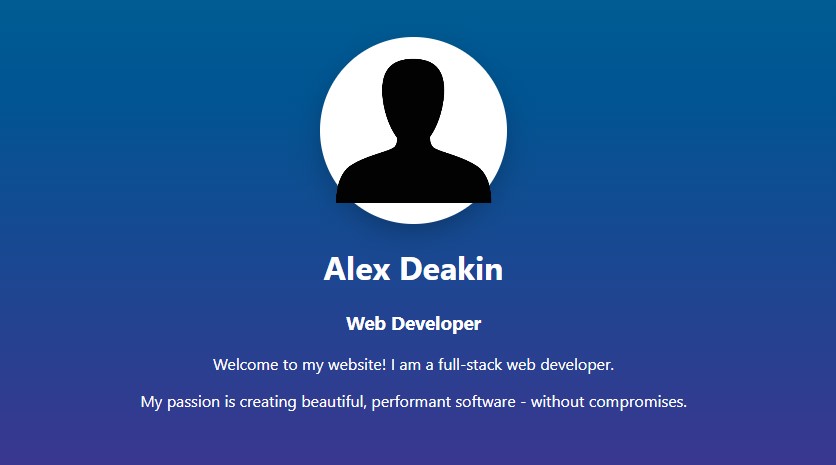 Alex Deakin
Web Developer
Welcome to my website! I am a full-stack web developer.
My passion is creating beautiful, performant software - without compromises.